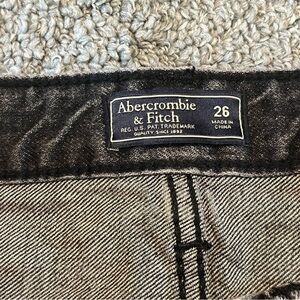 Abercrombie
& Fitch
REG. U.S. PAT. TRADEMARK
QUALITY SINCE 1892
26
MADE IN
CHINA